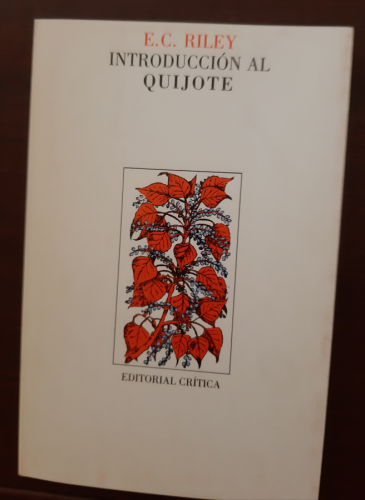 E.C. RILEY
INTRODUCCIÓN AL
QUIJOTE
EDITORIAL CRÍTICA